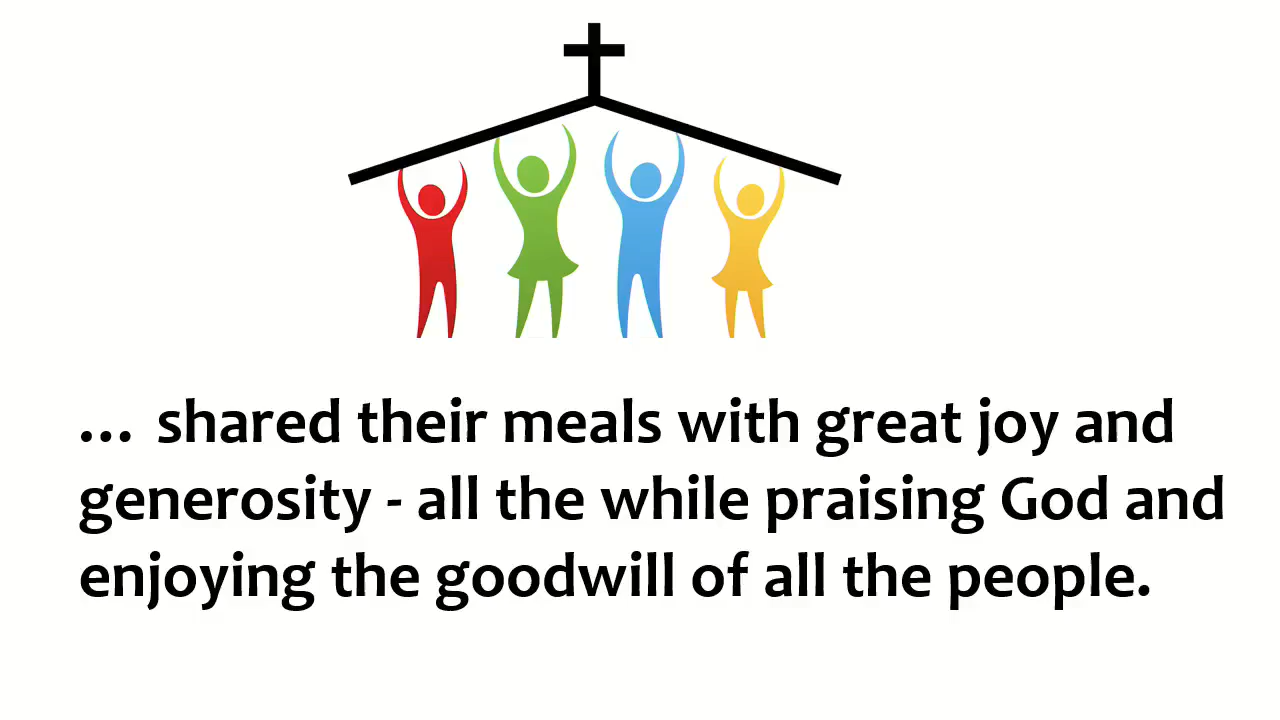 … shared their meals with great joy and
generosity - all the while praising God and
enjoying the goodwill of all the people.